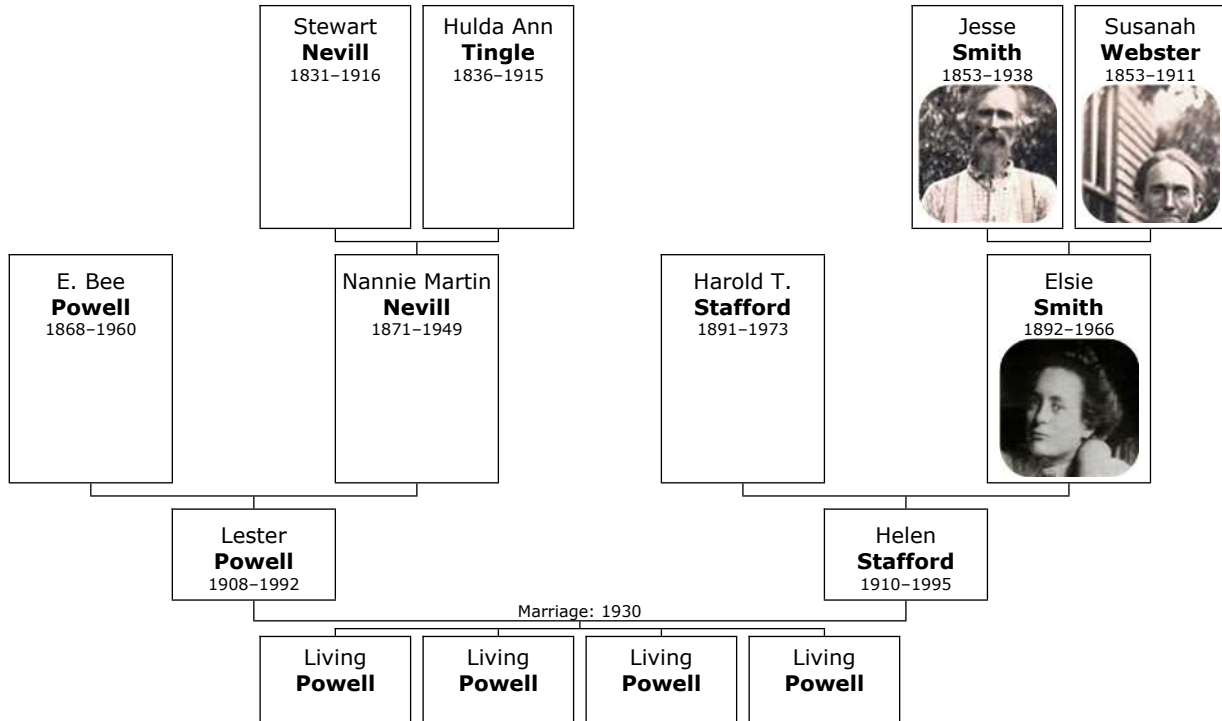 Stewart
Nevill
1831–1916
Hulda Ann
Tingle
1836–1915
Jesse
Smith
1853–1938
Susanah
Webster
1853–1911
E. Bee
Powell
1868–1960
Nannie Martin
Nevill
1871–1949
Harold T.
Stafford
1891–1973
Elsie
Smith
1892–1966
Lester
Powell
1908–1992
Helen
Stafford
1910–1995
Marriage: 1930
Living
Powell
Living
Powell
Living
Powell
Living
Powell